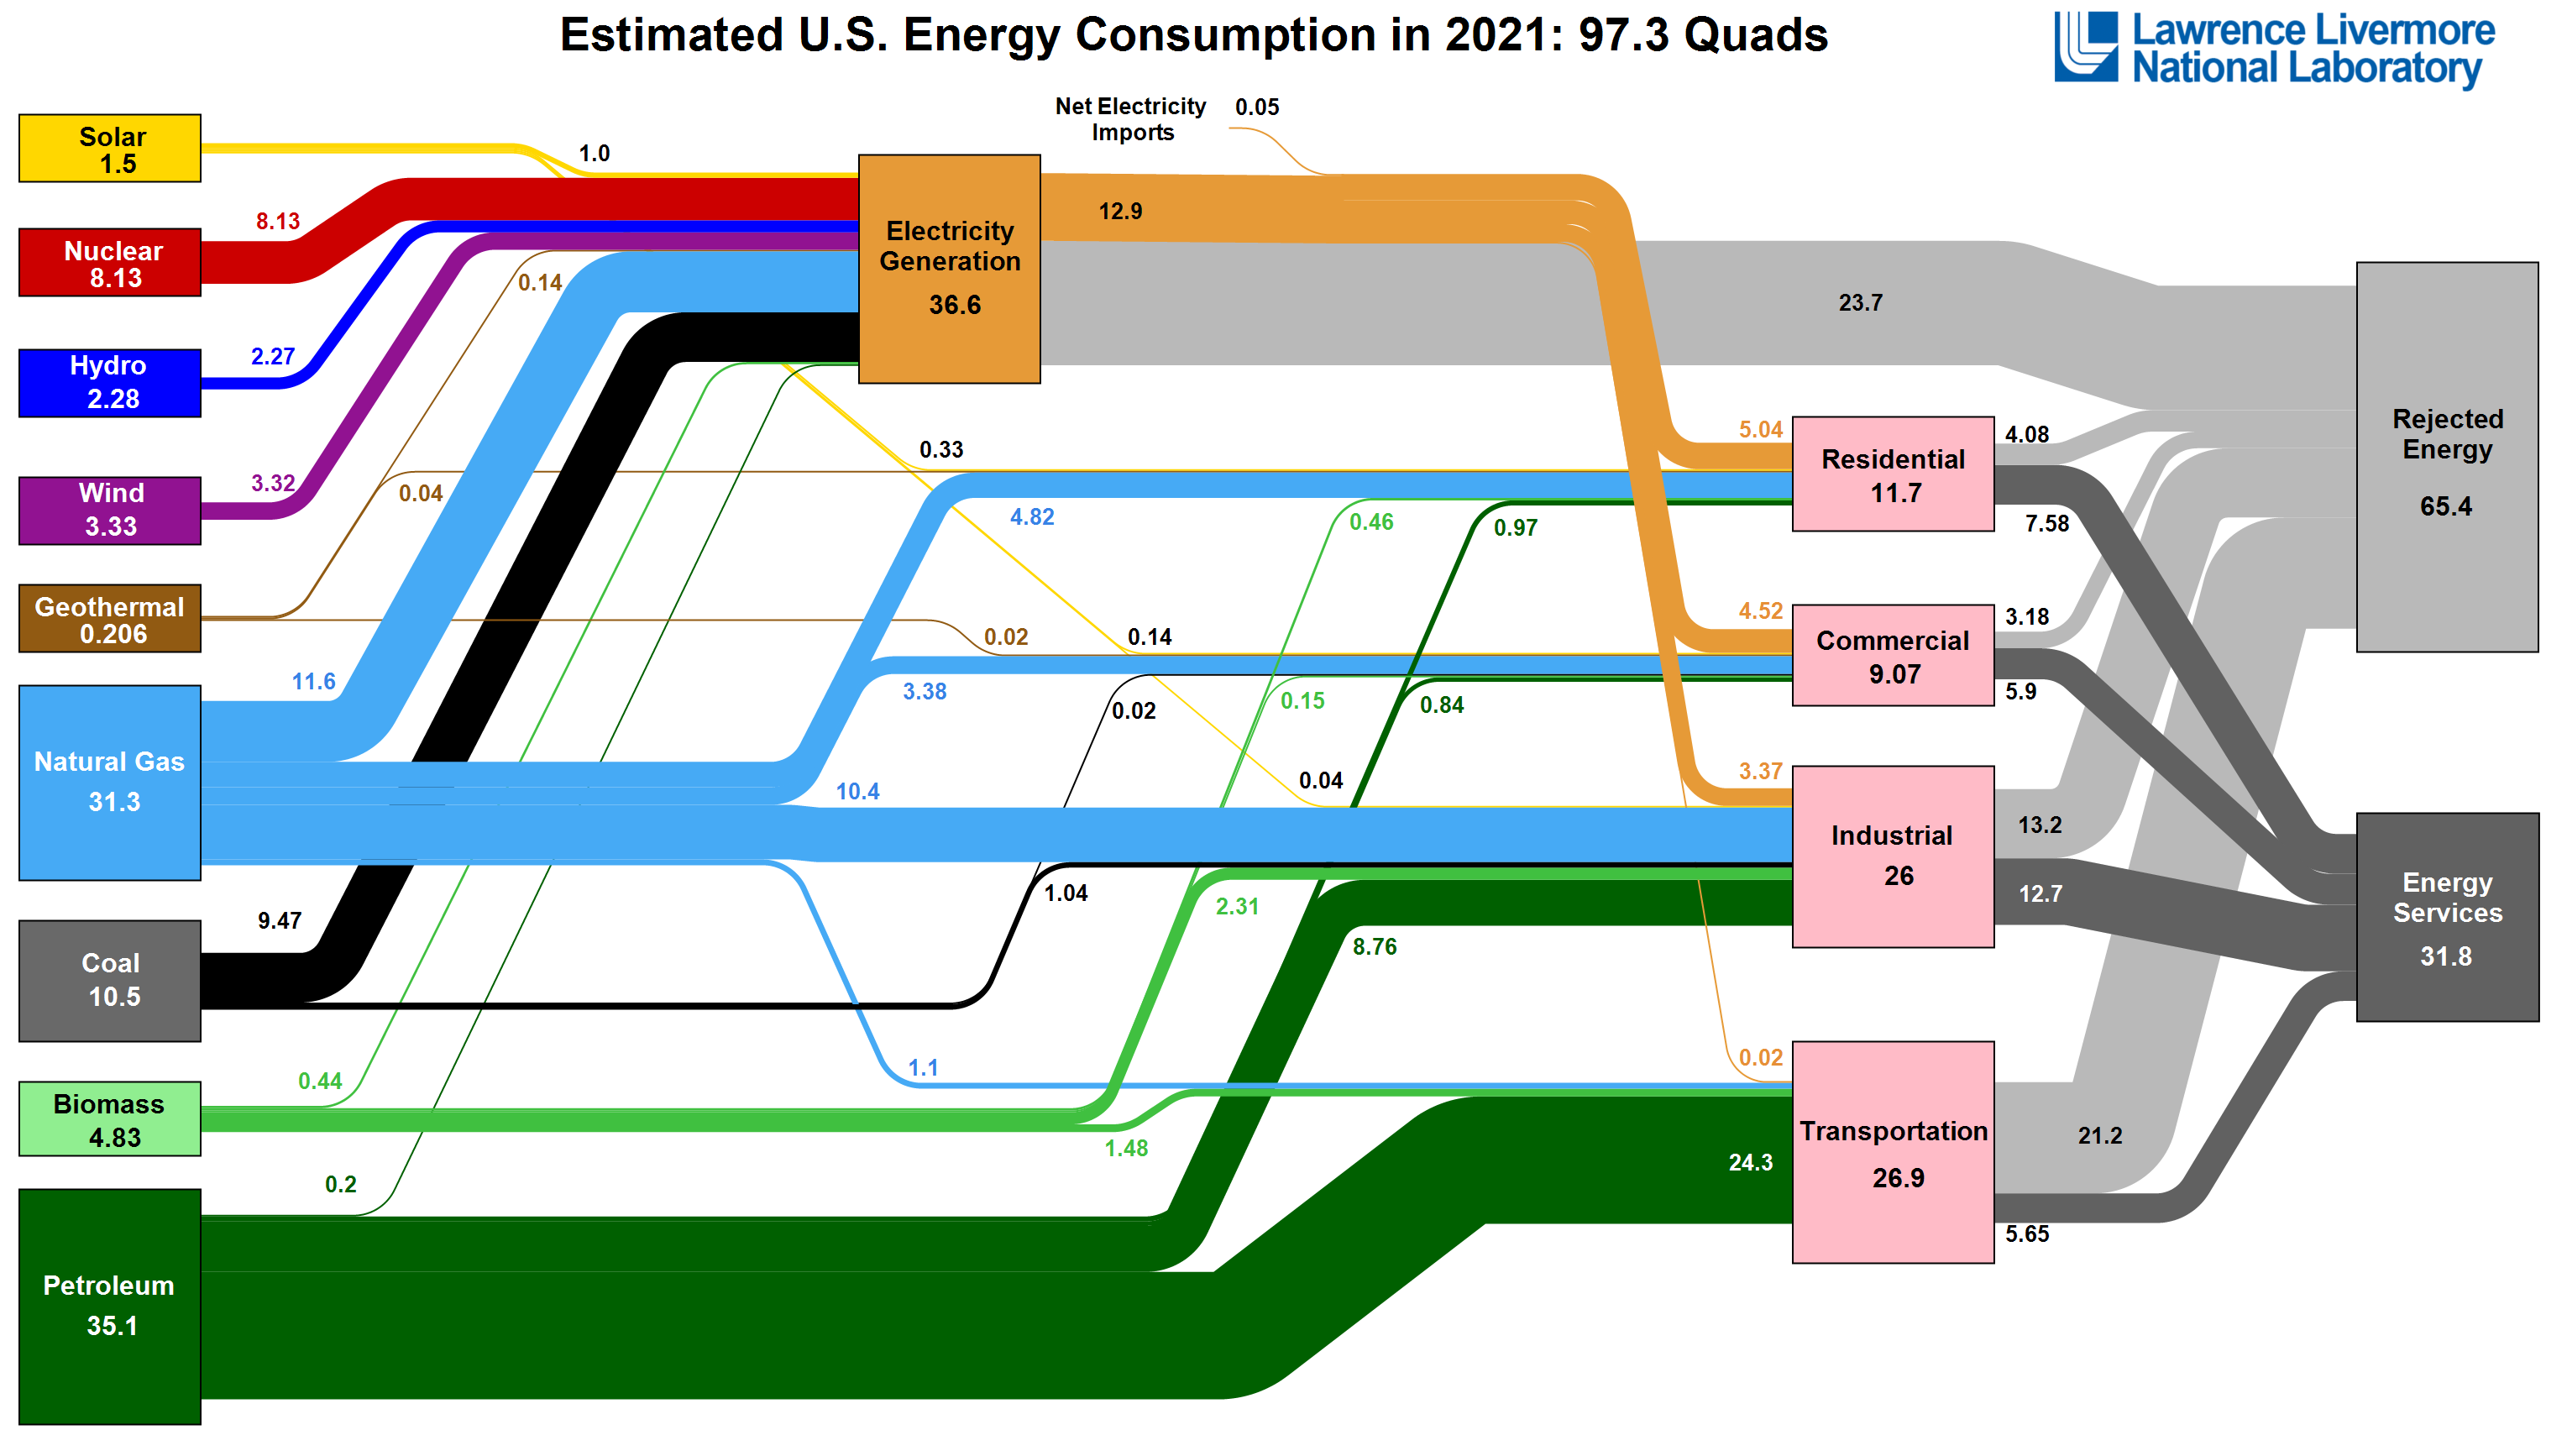 Estimated U.S. Energy Consumption in 2021: 97.3 Quads
Lawrence Livermore
National Laboratory
Net Electricity
Imports
0.05
Solar
1.5
1.0
Nuclear
8.13
8.13
Hydro
2.28
2.27
Wind
3.33
3.32
Geothermal
0.206
0.14
0.04
0.02
Natural Gas
31.3
11.6
4.82
3.38
10.4
1.1
Coal
10.5
9.47
0.02
1.04
Biomass
4.83
0.44
0.46
0.15
2.31
1.48
Petroleum
35.1
0.2
0.97
0.84
8.76
24.3
0.33
0.14
0.04
Electricity
Generation
36.6
12.9
23.7
5.04
4.52
3.37
0.02
Residential
11.7
4.08
7.58
Commercial
9.07
3.18
5.9
Industrial
26
13.2
12.7
Transportation
26.9
21.2
5.65
Rejected
Energy
65.4
Energy
Services
31.8